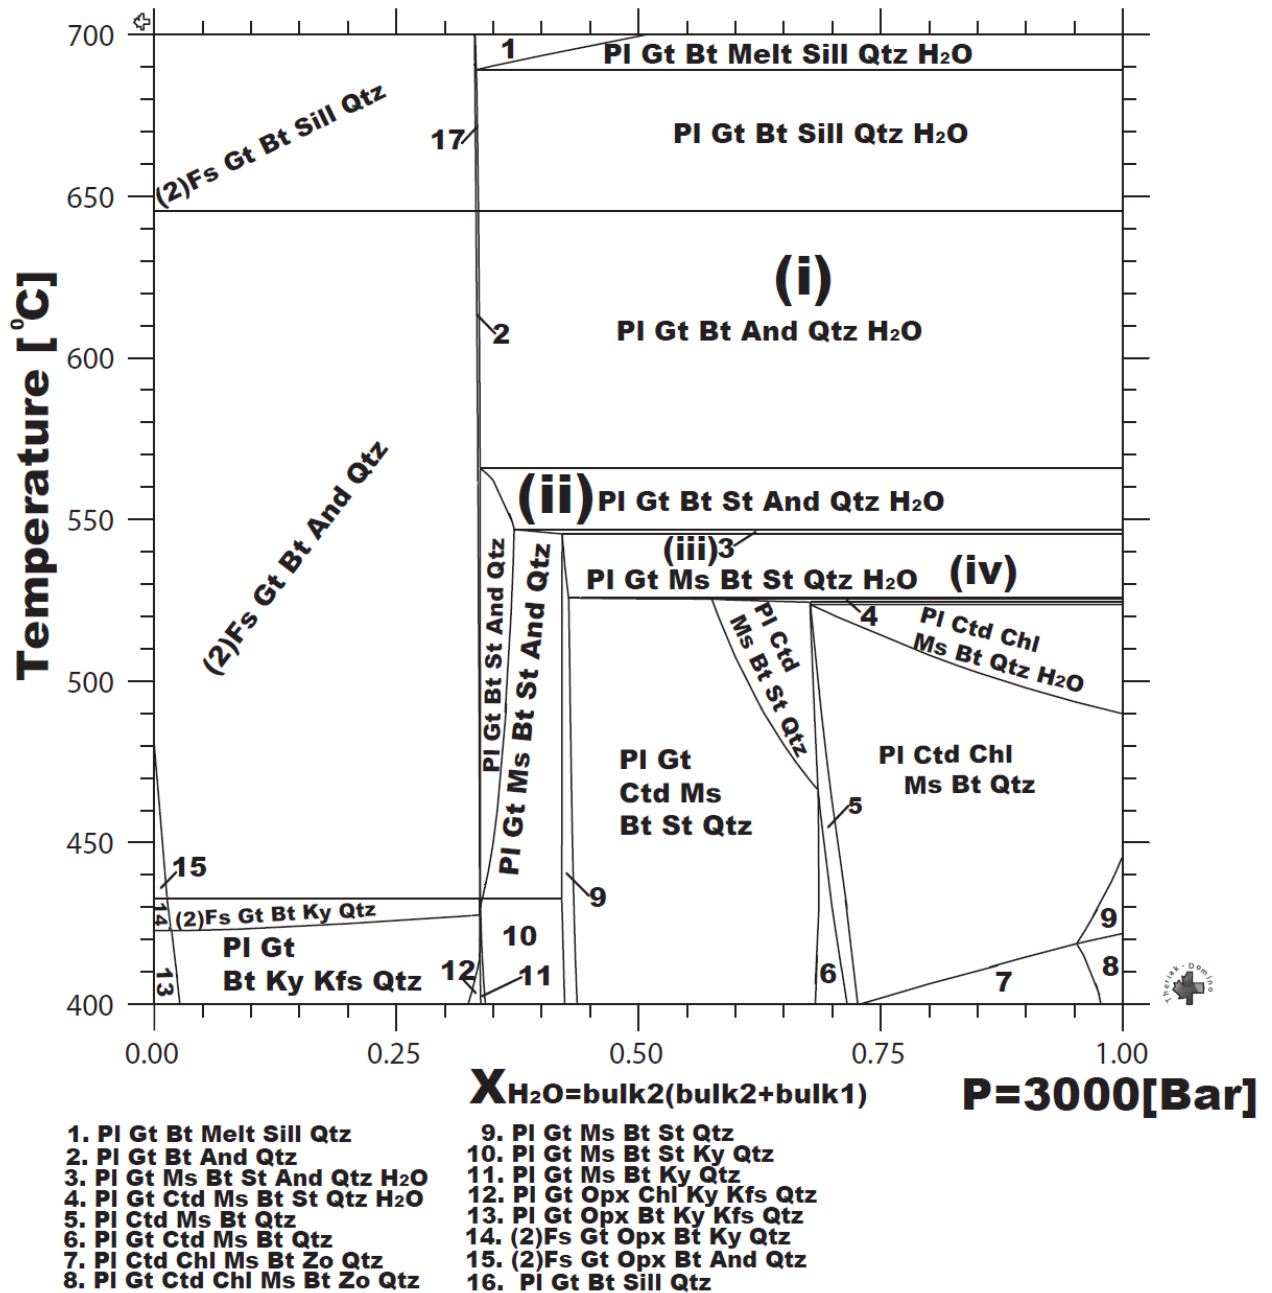 700
650
600
550
500
450
400
Temperature [°C]
0.00
0.25
0.50
0.75
1.00
XH₂O=bulk2(bulk2+bulk1)
P=3000[Bar]
1
Pl Gt Bt Melt Sill Qtz H₂O
(2)Fs Gt Bt Sill Qtz
17
Pl Gt Bt Sill Qtz H₂O
(i)
2
Pl Gt Bt And Qtz H₂O
(2)Fs Gt Bt And Qtz
(ii) Pl Gt Bt St And Qtz H₂O
(iii) 3
Pl Gt Ms Bt St Qtz H₂O
(iv)
Pl Gt Bt St And Qtz
Pl Gt Ms Bt St And Qtz
4
Pl Ctd
Ms Bt St Qtz
Pl Ctd Chl
Ms Bt Qtz H₂O
Pl Gt
Ctd Ms
Bt St Qtz
Pl Ctd Chl
Ms Bt Qtz
5
15
9
14
(2)Fs Gt Bt Ky Qtz
10
9
Pl Gt
Bt Ky Kfs Qtz
13
12
11
6
7
8
Theriak-Domino
1. Pl Gt Bt Melt Sill Qtz
2. Pl Gt Bt And Qtz
3. Pl Gt Ms Bt St And Qtz H₂O
4. Pl Gt Ctd Ms Bt St Qtz H₂O
5. Pl Ctd Ms Bt Qtz
6. Pl Gt Ctd Ms Bt Qtz
7. Pl Ctd Chl Ms Bt Zo Qtz
8. Pl Gt Ctd Chl Ms Bt Zo Qtz
9. Pl Gt Ms Bt St Qtz
10. Pl Gt Ms Bt St Ky Qtz
11. Pl Gt Ms Bt Ky Qtz
12. Pl Gt Opx Chl Ky Kfs Qtz
13. Pl Gt Opx Bt Ky Kfs Qtz
14. (2)Fs Gt Opx Bt Ky Qtz
15. (2)Fs Gt Opx Bt And Qtz
16. Pl Gt Bt Sill Qtz